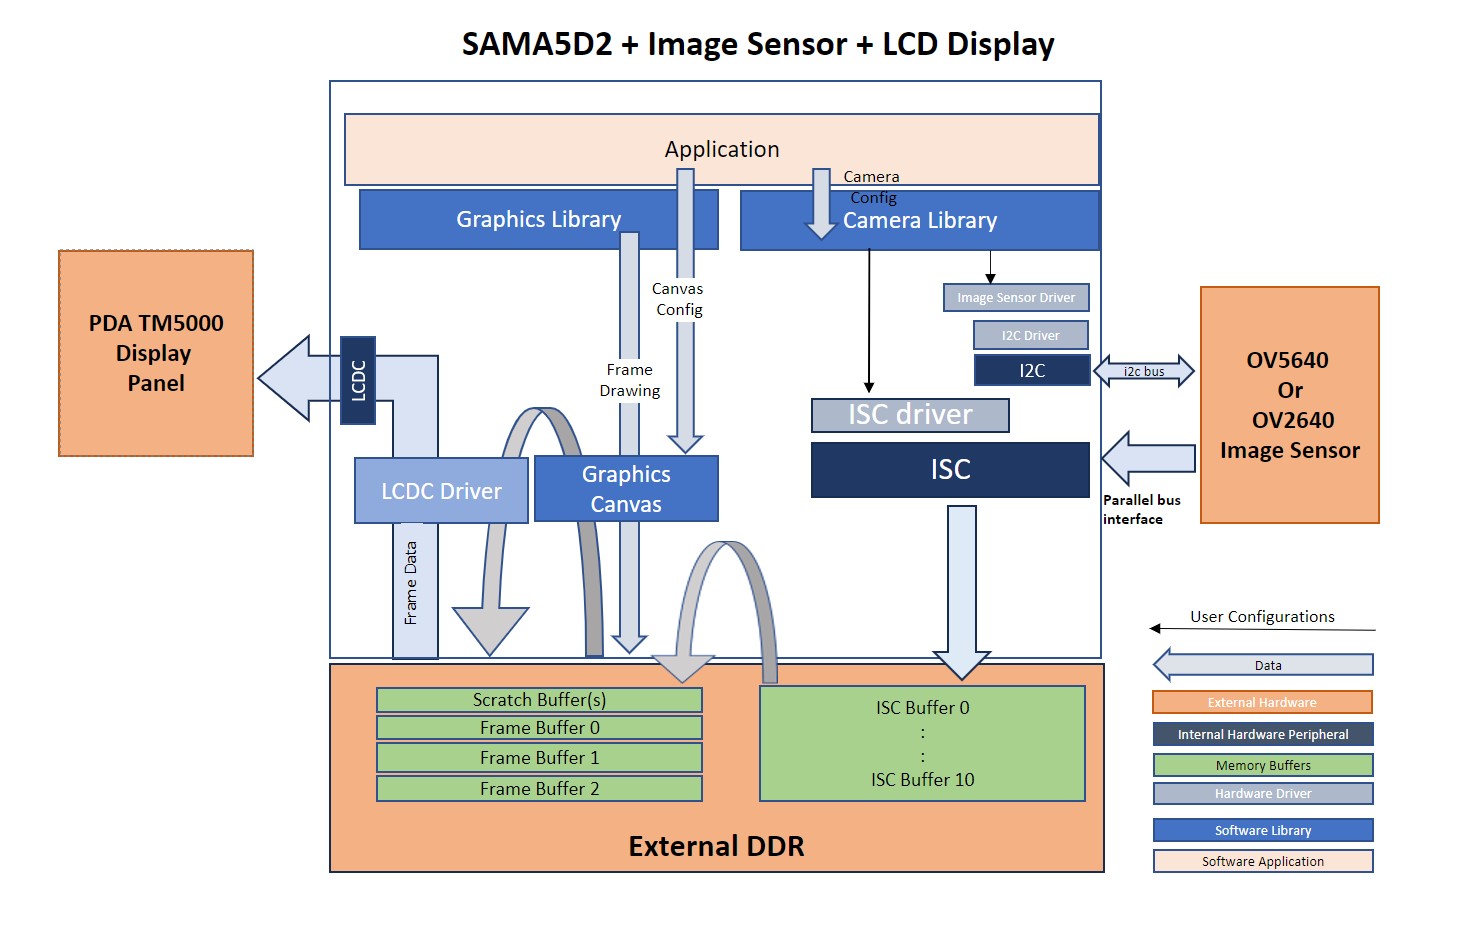 SAMA5D2 + Image Sensor + LCD Display
Application
Camera
Config
Graphics Library
Camera Library
Canvas
Config
Image Sensor Driver
I2C Driver
I2C
i2c bus
PDA TM5000
Display
Panel
LCDC
Frame
Drawing
OV5640
Or
OV2640
Image Sensor
ISC driver
ISC
Parallel bus
interface
LCDC Driver
Graphics
Canvas
Frame Data
Scratch Buffer(s)
Frame Buffer 0
Frame Buffer 1
Frame Buffer 2
ISC Buffer 0
:
:
ISC Buffer 10
External DDR
User Configurations
Data
External Hardware
Internal Hardware Peripheral
Memory Buffers
Hardware Driver
Software Library
Software Application